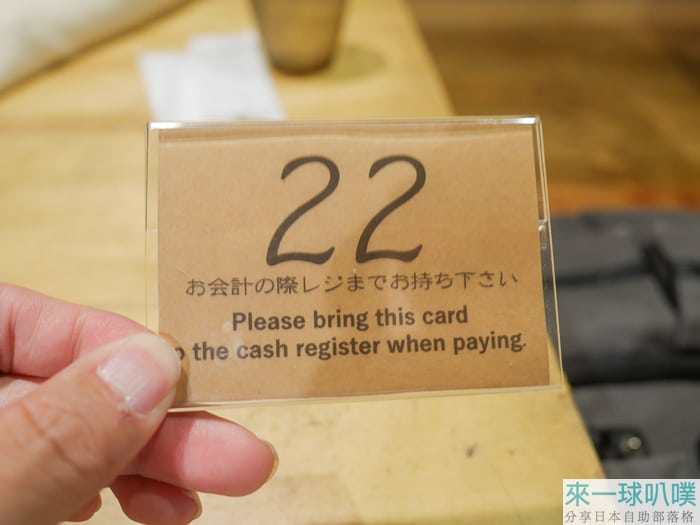 22
お会計の際レジまでお持ち下さい
Please bring this card
the cash register when paying.
來一球叭噗
分享日本自助部落格